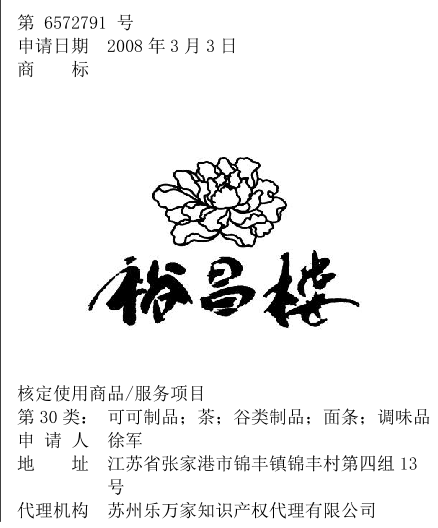 第 6572791 号
申请日期 2008 年 3 月 3 日
商 标
裕昌楼
核定使用商品/服务项目
第 30 类: 可可制品; 茶; 谷类制品; 面条; 调味品
申 请 人 徐军
地 址 江苏省张家港市锦丰镇锦丰村第四组 13
号
代理机构 苏州乐万家知识产权代理有限公司